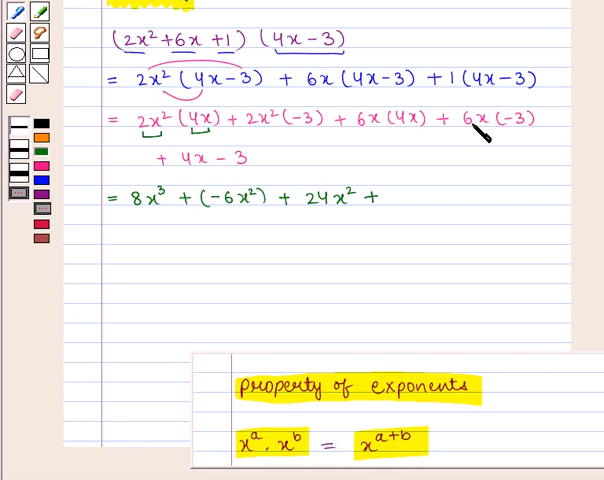 (2x² + 6x + 1) (4x – 3)
= 2x² (4x – 3) + 6x (4x – 3) + 1 (4x – 3)
= 2x² (4x) + 2x² (–3) + 6x (4x) + 6x (–3)
+ 4x – 3
= 8x³ + (–6x²) + 24x² +
property of exponents
xᵃ · xᵇ = xᵃ⁺ᵇ